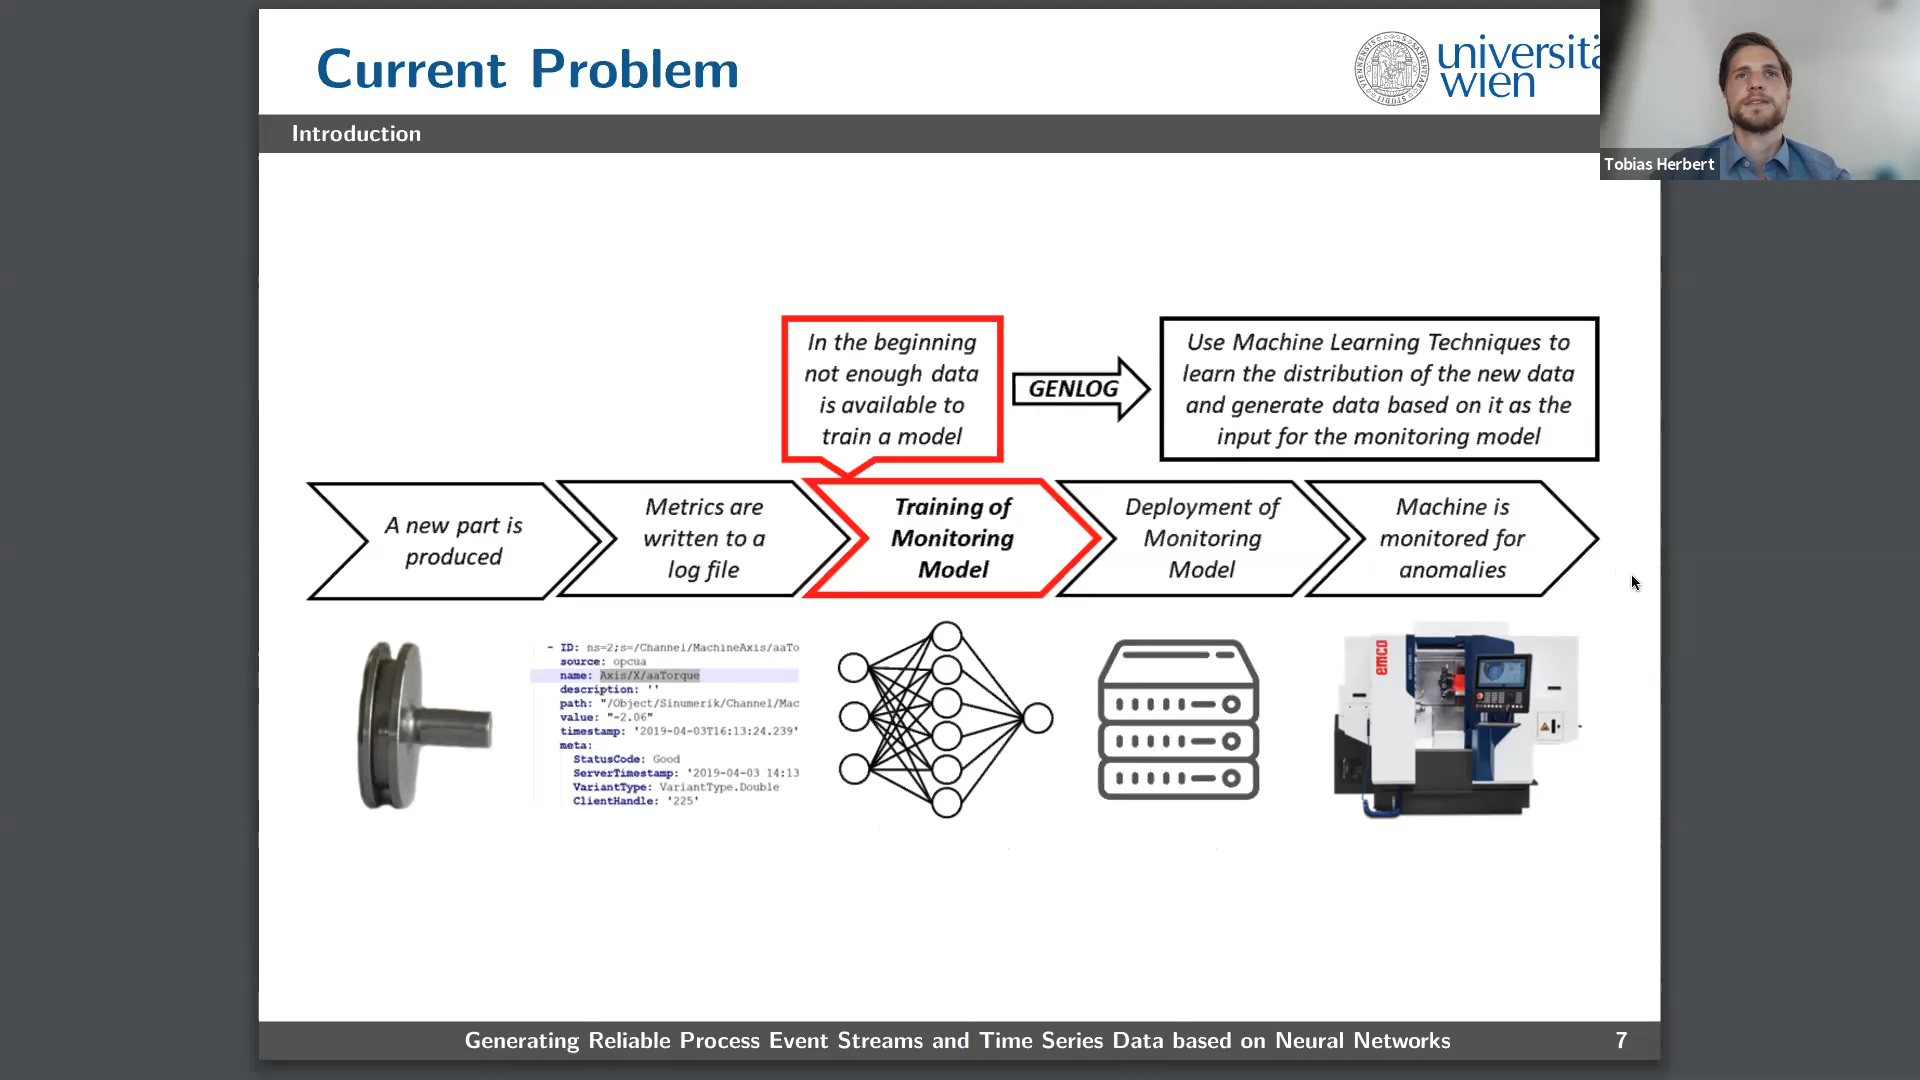 Current Problem
universitä
wien
Tobias Herbert
Introduction
In the beginning
not enough data
is available to
train a model
GENLOG
Use Machine Learning Techniques to
learn the distribution of the new data
and generate data based on it as the
input for the monitoring model
A new part is
produced
Metrics are
written to a
log file
Training of
Monitoring
Model
Deployment of
Monitoring
Model
Machine is
monitored for
anomalies
- ID: ns=2;s=/Channel/MachineAxis/aaTo
source: opcua
name: Axis/X/aaTorque
description: ''
path: "/Object/Sinumerik/Channel/Mac
value: "-2.06"
timestamp: '2019-04-03T16:13:24.239'
meta:
StatusCode: Good
ServerTimestamp: '2019-04-03 14:13
VariantType: VariantType.Double
ClientHandle: '225'
emco
Generating Reliable Process Event Streams and Time Series Data based on Neural Networks
7